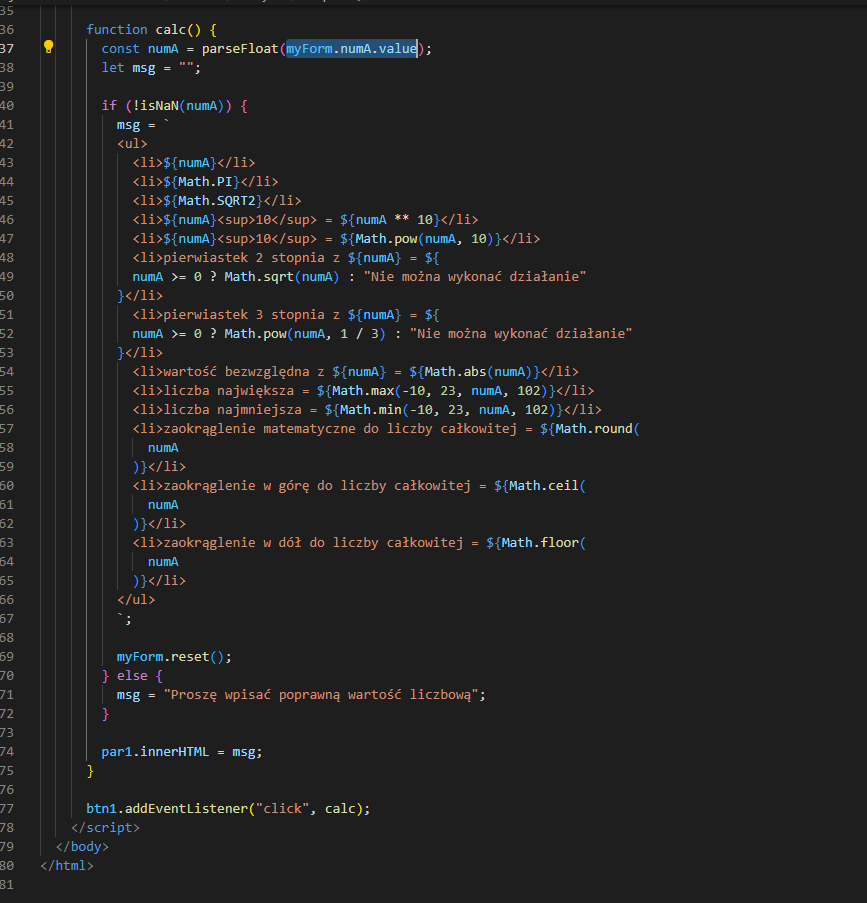 35
36 function calc() {
37 const numA = parseFloat(myForm.numA.value);
38 let msg = "";
39
40 if (!isNaN(numA)) {
41 msg = `
42 <ul>
43 <li>${numA}</li>
44 <li>${Math.PI}</li>
45 <li>${Math.SQRT2}</li>
46 <li>${numA}<sup>10</sup> = ${numA ** 10}</li>
47 <li>${numA}<sup>10</sup> = ${Math.pow(numA, 10)}</li>
48 <li>pierwiastek 2 stopnia z ${numA} = ${
49 numA >= 0 ? Math.sqrt(numA) : "Nie można wykonać działanie"
50 }</li>
51 <li>pierwiastek 3 stopnia z ${numA} = ${
52 numA >= 0 ? Math.pow(numA, 1 / 3) : "Nie można wykonać działanie"
53 }</li>
54 <li>wartość bezwzględna z ${numA} = ${Math.abs(numA)}</li>
55 <li>liczba największa = ${Math.max(-10, 23, numA, 102)}</li>
56 <li>liczba najmniejsza = ${Math.min(-10, 23, numA, 102)}</li>
57 <li>zaokrąglenie matematyczne do liczby całkowitej = ${Math.round(
58 numA
59 )}</li>
60 <li>zaokrąglenie w górę do liczby całkowitej = ${Math.ceil(
61 numA
62 )}</li>
63 <li>zaokrąglenie w dół do liczby całkowitej = ${Math.floor(
64 numA
65 )}</li>
66 </ul>
67 `;
68
69 myForm.reset();
70 } else {
71 msg = "Proszę wpisać poprawną wartość liczbową";
72 }
73
74 par1.innerHTML = msg;
75 }
76
77 btn1.addEventListener("click", calc);
78 </script>
79 </body>
80 </html>
81